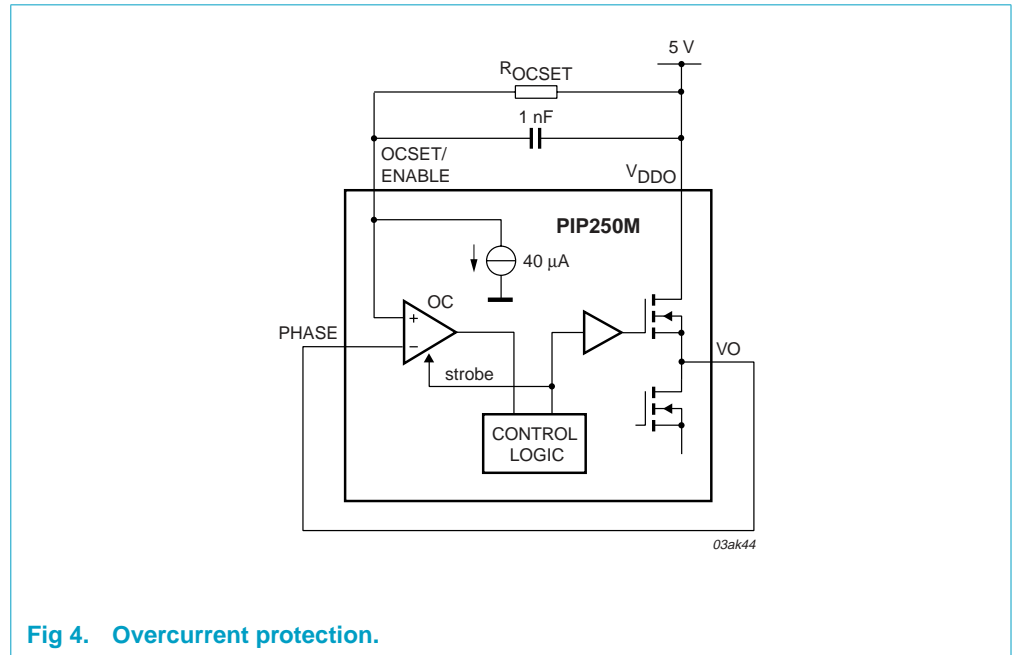 5 V
ROCSET
1 nF
OCSET/
ENABLE
VDDO
PIP250M
40 µA
OC
+
−
PHASE
VO
strobe
CONTROL
LOGIC
03ak44
Fig 4. Overcurrent protection.